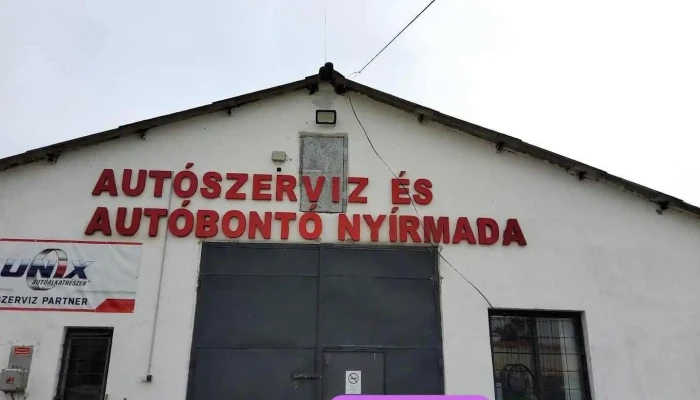 AUTÓSZERVIZ ÉS
AUTÓBONTÓ NYÍRMADA
UNIX
AUTÓALKATRÉSZEK
SZERVIZ PARTNER